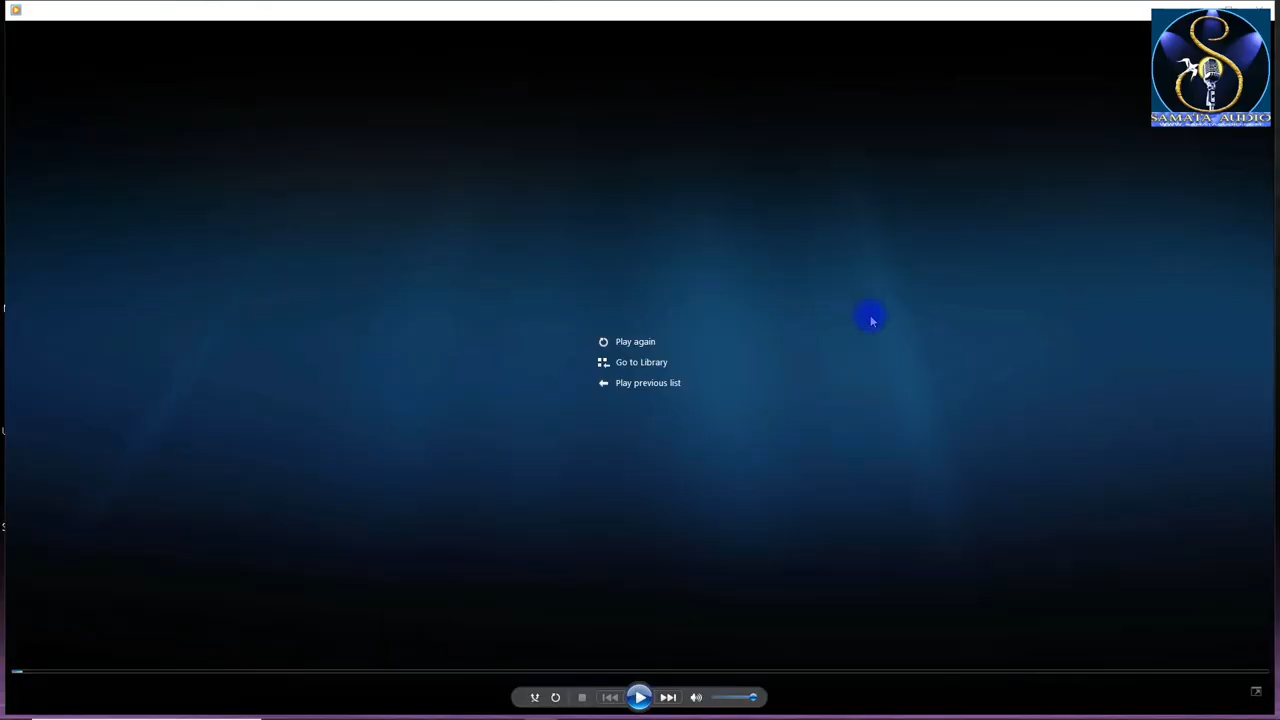 SAMATA AUDIO
Play again
Go to Library
Play previous list